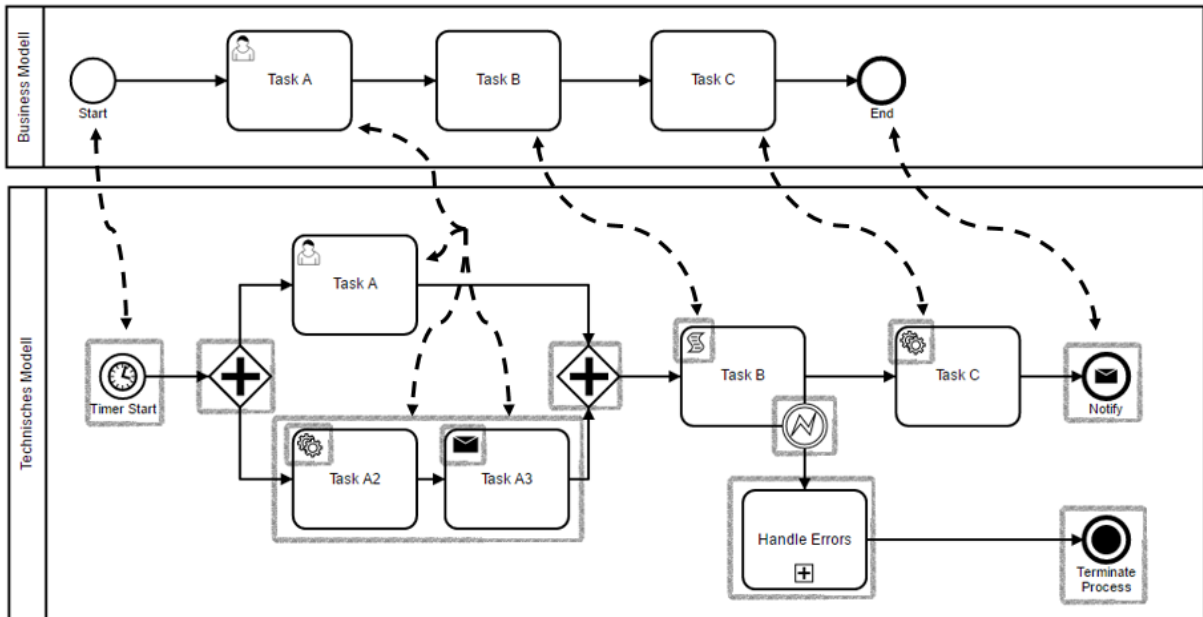 Business Modell
Task A
Task B
Task C
Start
End
Technisches Modell
Task A
Timer Start
Task B
Task C
Notify
Task A2
Task A3
Handle Errors
Terminate
Process